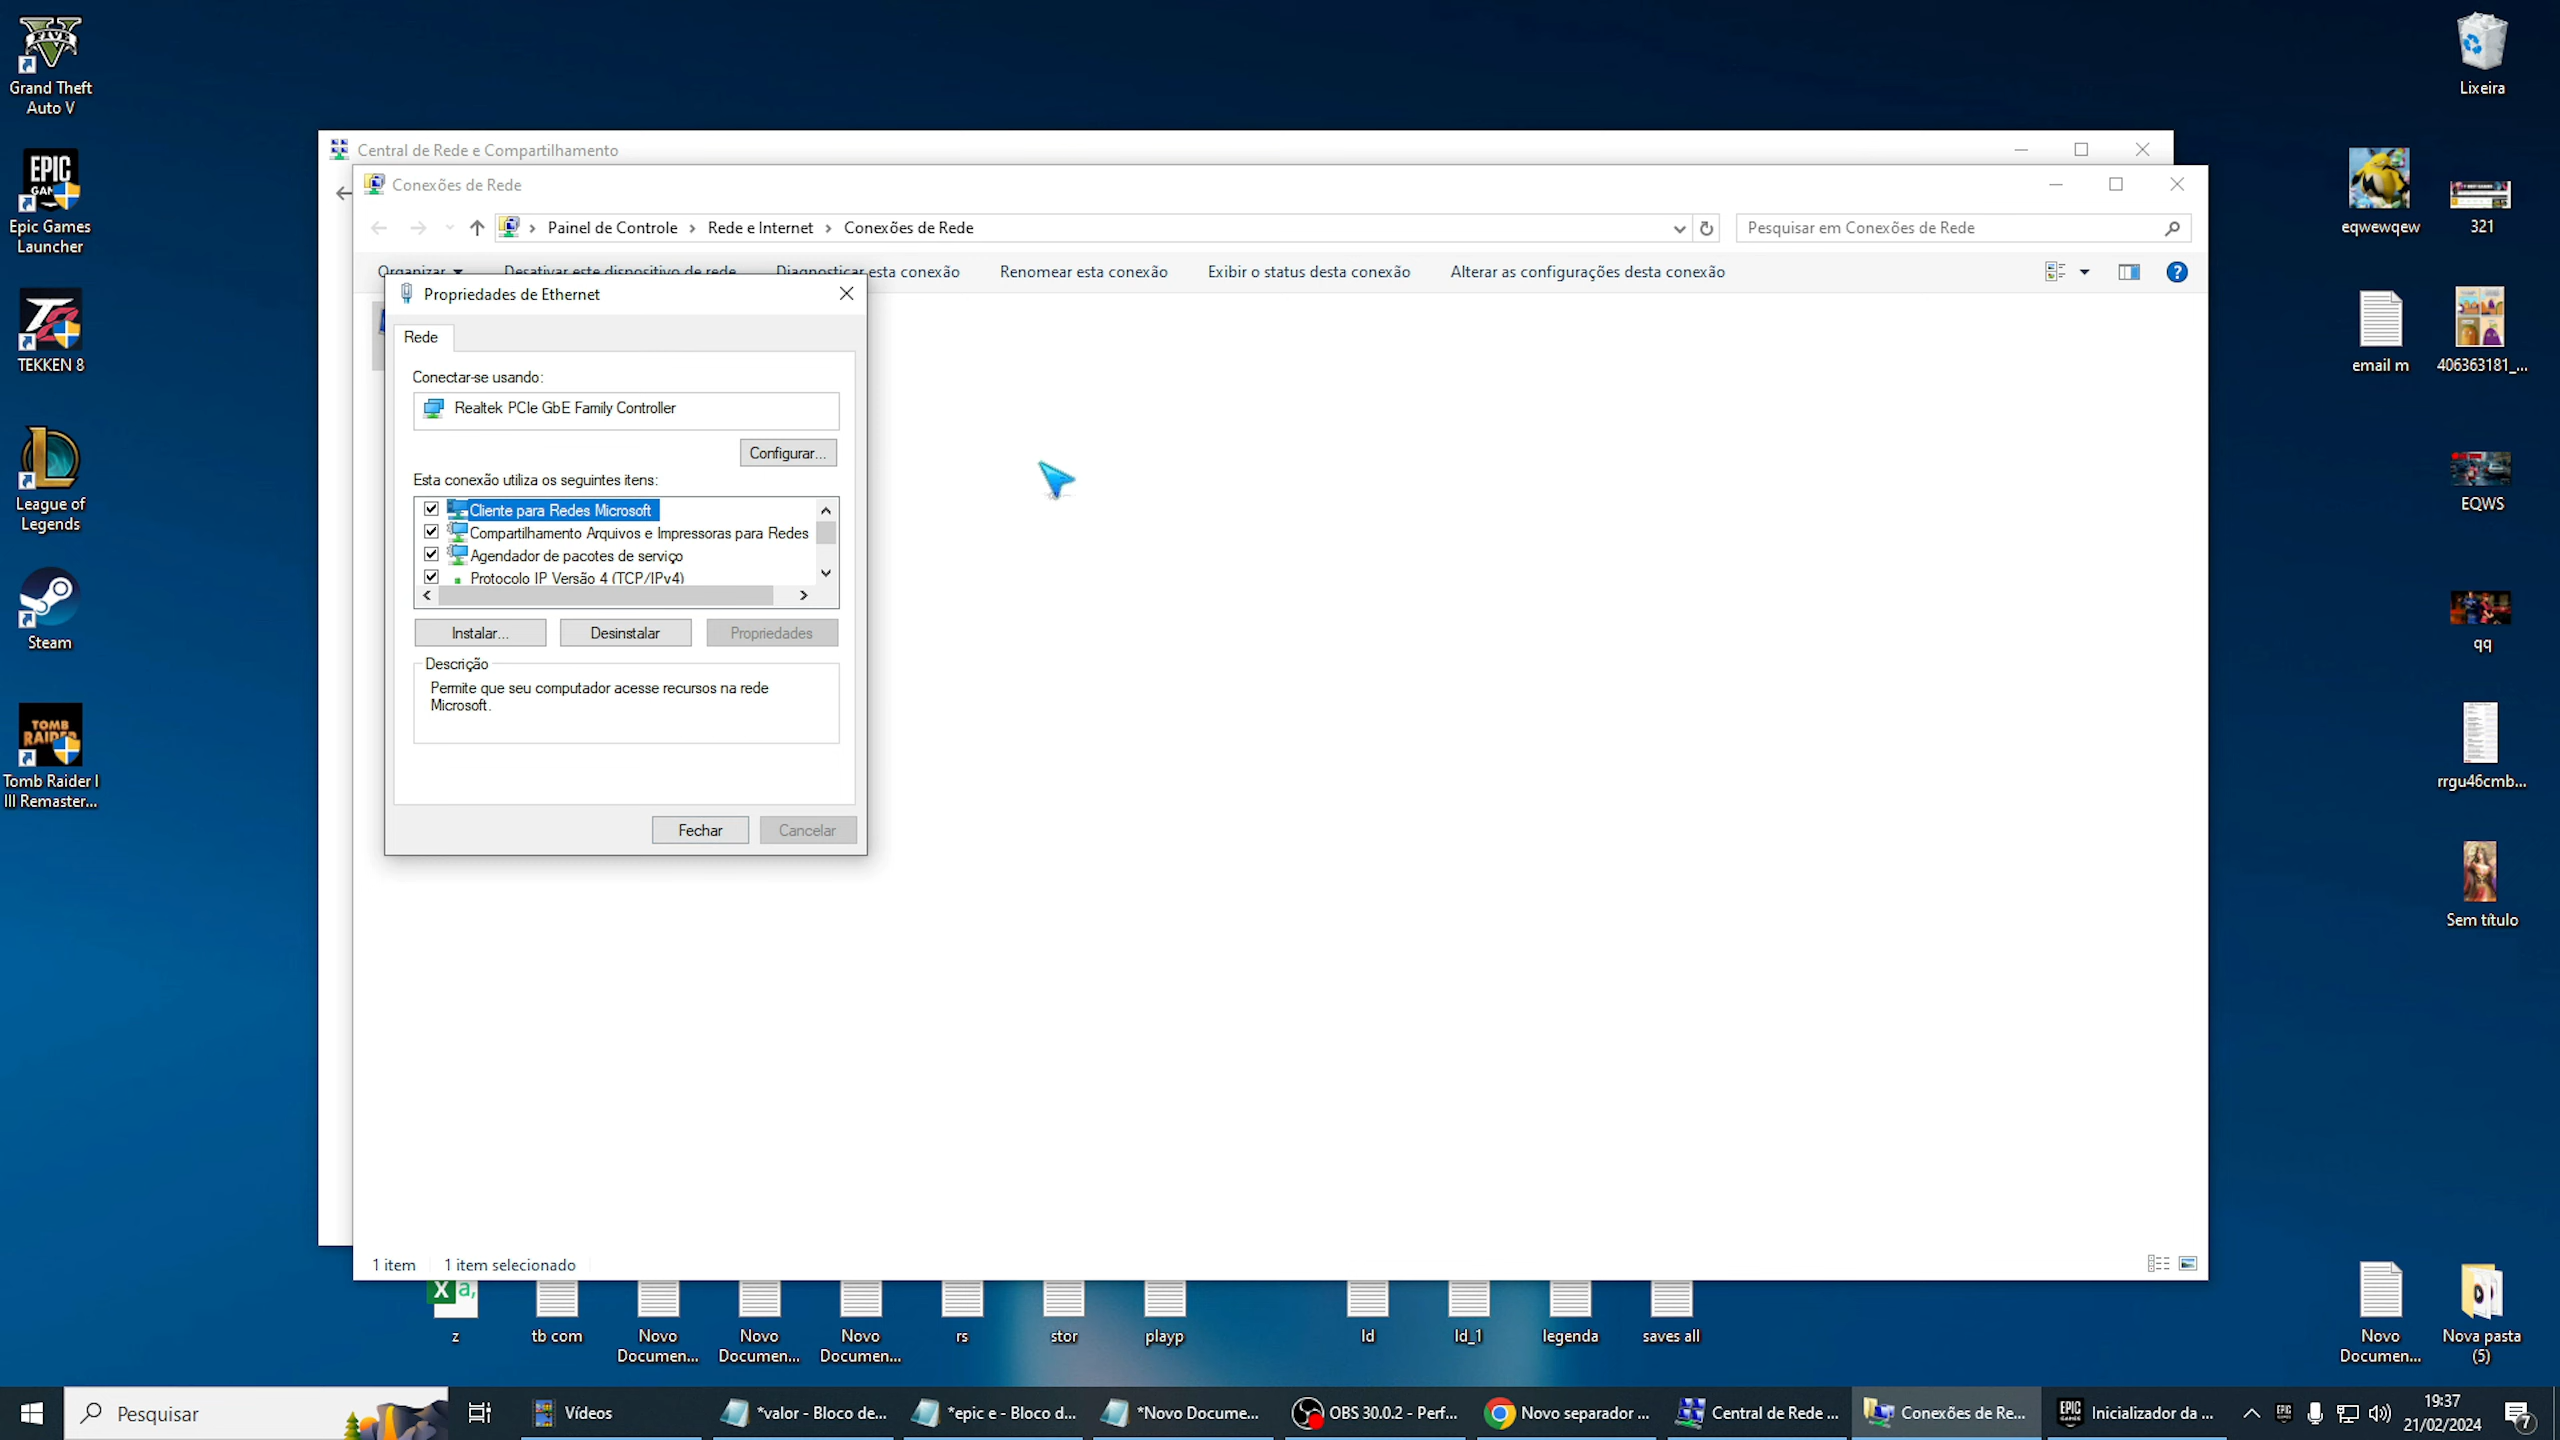 Grand Theft
Auto V
Epic Games
Launcher
TEKKEN 8
League of
Legends
Steam
TOMB
RAIDER
Tomb Raider I
III Remaster...
Central de Rede e Compartilhamento
Conexões de Rede
Painel de Controle > Rede e Internet > Conexões de Rede
Pesquisar em Conexões de Rede
Organizar Desativar este dispositivo de rede Diagnosticar esta conexão Renomear esta conexão Exibir o status desta conexão Alterar as configurações desta conexão
Propriedades de Ethernet
Rede
Conectar-se usando:
Realtek PCIe GbE Family Controller
Configurar...
Esta conexão utiliza os seguintes itens:
Cliente para Redes Microsoft
Compartilhamento Arquivos e Impressoras para Redes
Agendador de pacotes de serviço
Protocolo IP Versão 4 (TCP/IPv4)
Instalar... Desinstalar Propriedades
Descrição
Permite que seu computador acesse recursos na rede
Microsoft.
Fechar Cancelar
1 item 1 item selecionado
Lixeira
eqwewqew
321
email m
406363181_...
EQWS
qq
rrgu46cmb...
Sem título
z
tb com
Novo
Documen...
Novo
Documen...
Novo
Documen...
rs
stor
playp
ld
ld_1
legenda
saves all
Novo
Documen...
Nova pasta
(5)
Pesquisar
Vídeos
*valor - Bloco de...
*epic e - Bloco d...
*Novo Docume...
OBS 30.0.2 - Perf...
Novo separador ...
Central de Rede ...
Conexões de Re...
Inicializador da ...
19:37
21/02/2024
7